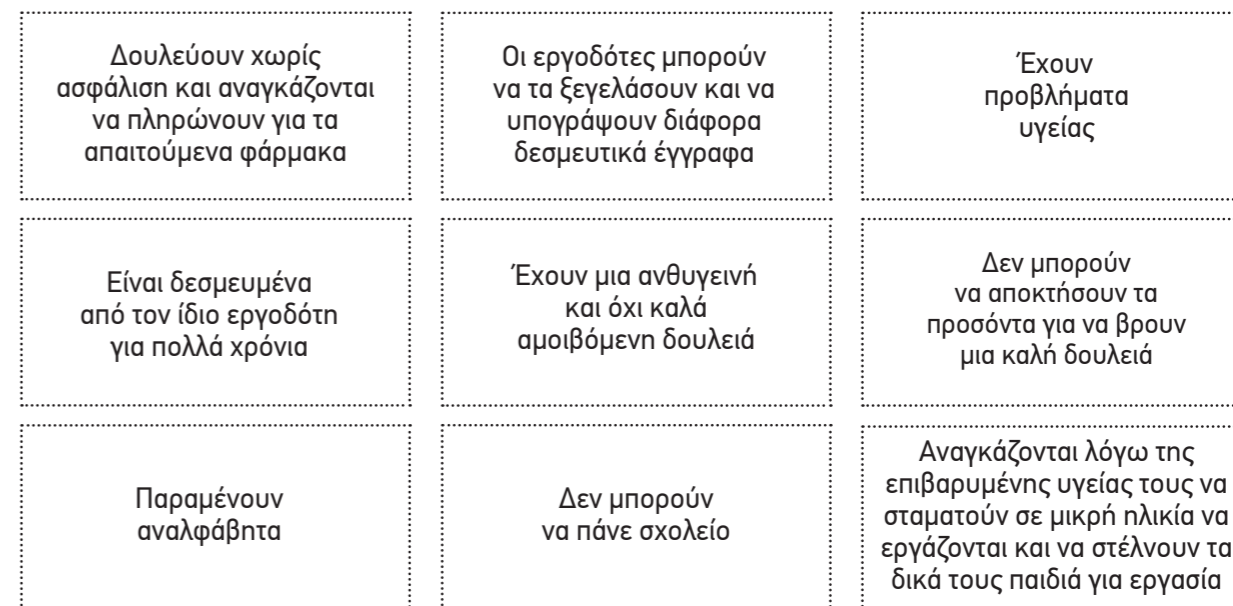 Δουλεύουν χωρίς
ασφάλιση και αναγκάζονται
να πληρώνουν για τα
απαιτούμενα φάρμακα
Οι εργοδότες μπορούν
να τα ξεγελάσουν και να
υπογράψουν διάφορα
δεσμευτικά έγγραφα
Έχουν
προβλήματα
υγείας
Είναι δεσμευμένα
από τον ίδιο εργοδότη
για πολλά χρόνια
Έχουν μια ανθυγεινή
και όχι καλά
αμοιβόμενη δουλειά
Δεν μπορούν
να αποκτήσουν τα
προσόντα για να βρουν
μια καλή δουλειά
Παραμένουν
αναλφάβητα
Δεν μπορούν
να πάνε σχολείο
Αναγκάζονται λόγω της
επιβαρυμένης υγείας τους να
σταματούν σε μικρή ηλικία να
εργάζονται και να στέλνουν τα
δικά τους παιδιά για εργασία